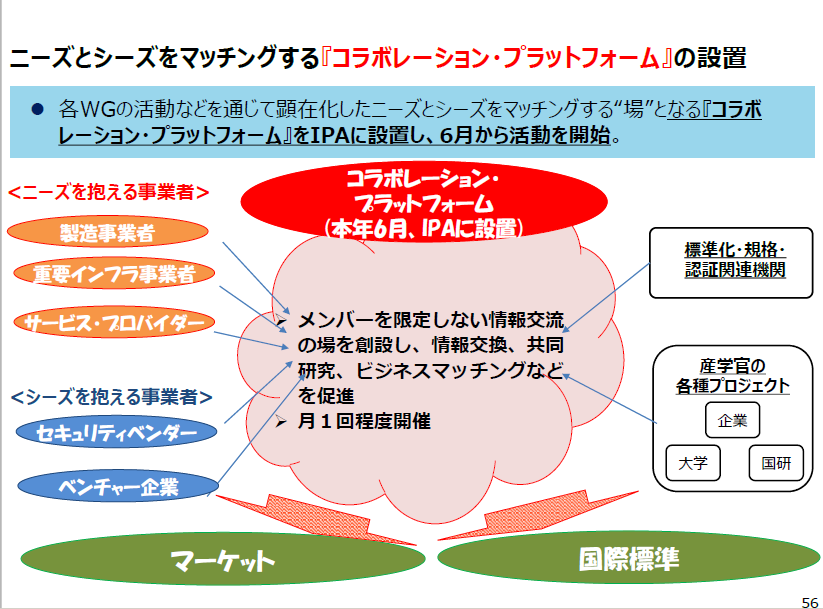 ニーズとシーズをマッチングする『コラボレーション・プラットフォーム』の設置
● 各WGの活動などを通じて顕在化したニーズとシーズをマッチングする“場”となる『コラボ
レーション・プラットフォーム』をIPAに設置し、６月から活動を開始。
<ニーズを抱える事業者>
製造事業者
重要インフラ事業者
サービス・プロバイダー
<シーズを抱える事業者>
セキュリティベンダー
ベンチャー企業
コラボレーション・
プラットフォーム
(本年6月、IPAに設置)
➢ メンバーを限定しない情報交流
の場を創設し、情報交換、共同
研究、ビジネスマッチングなど
を促進
➢ 月１回程度開催
標準化・規格・
認証関連機関
産学官の
各種プロジェクト
企業
大学
国研
マーケット
国際標準
56